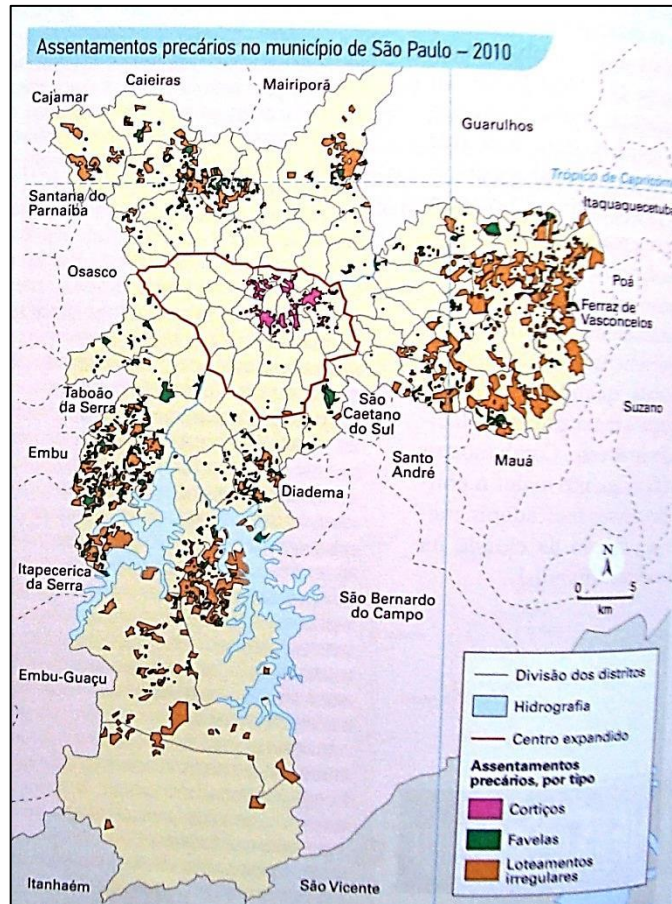 Assentamentos precários no município de São Paulo – 2010
Cajamar
Caieiras
Mairiporã
Guarulhos
Trópico de Capricórn
Santana do
Parnaíba
Itaquaquecetuba
Osasco
Poá
Ferraz de
Vasconcelos
Taboão
da Serra
São
Caetano
do Sul
Suzano
Embu
Santo
André
Mauá
Diadema
Itapecerica
da Serra
São Bernardo
do Campo
N
0 5
km
Embu-Guaçu
Itanhaém
São Vicente
Divisão dos distritos
Hidrografia
Centro expandido
Assentamentos
precários, por tipo
Cortiços
Favelas
Loteamentos
irregulares